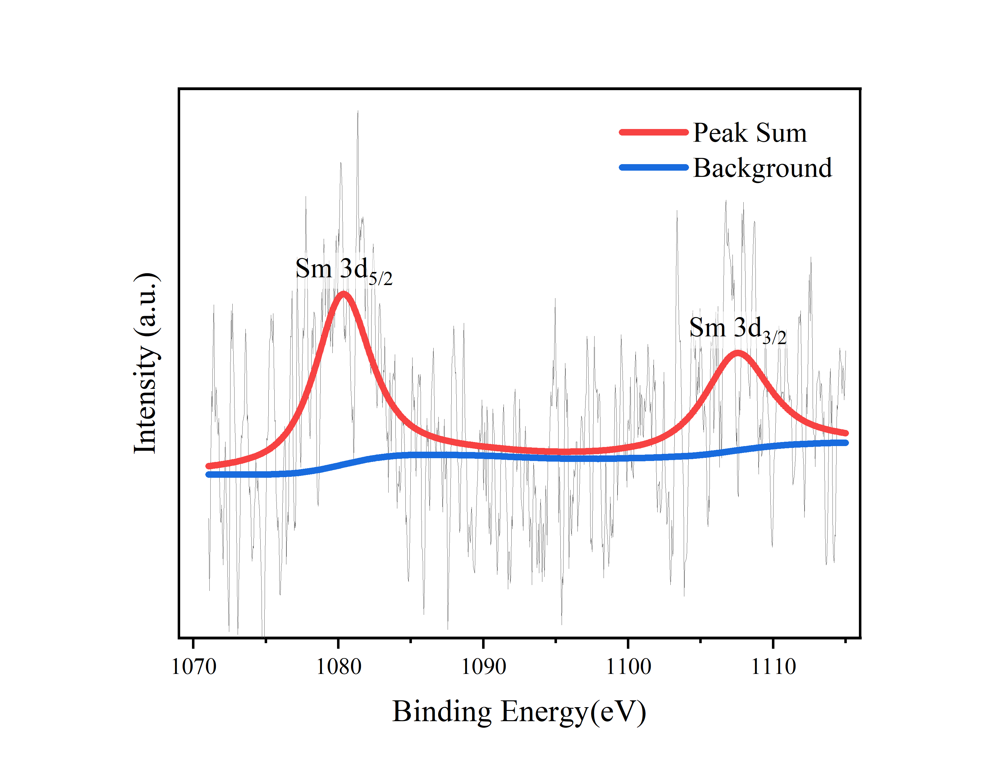 Peak Sum
Background
Sm 3d5/2
Sm 3d3/2
Intensity (a.u.)
1070 1080 1090 1100 1110
Binding Energy(eV)